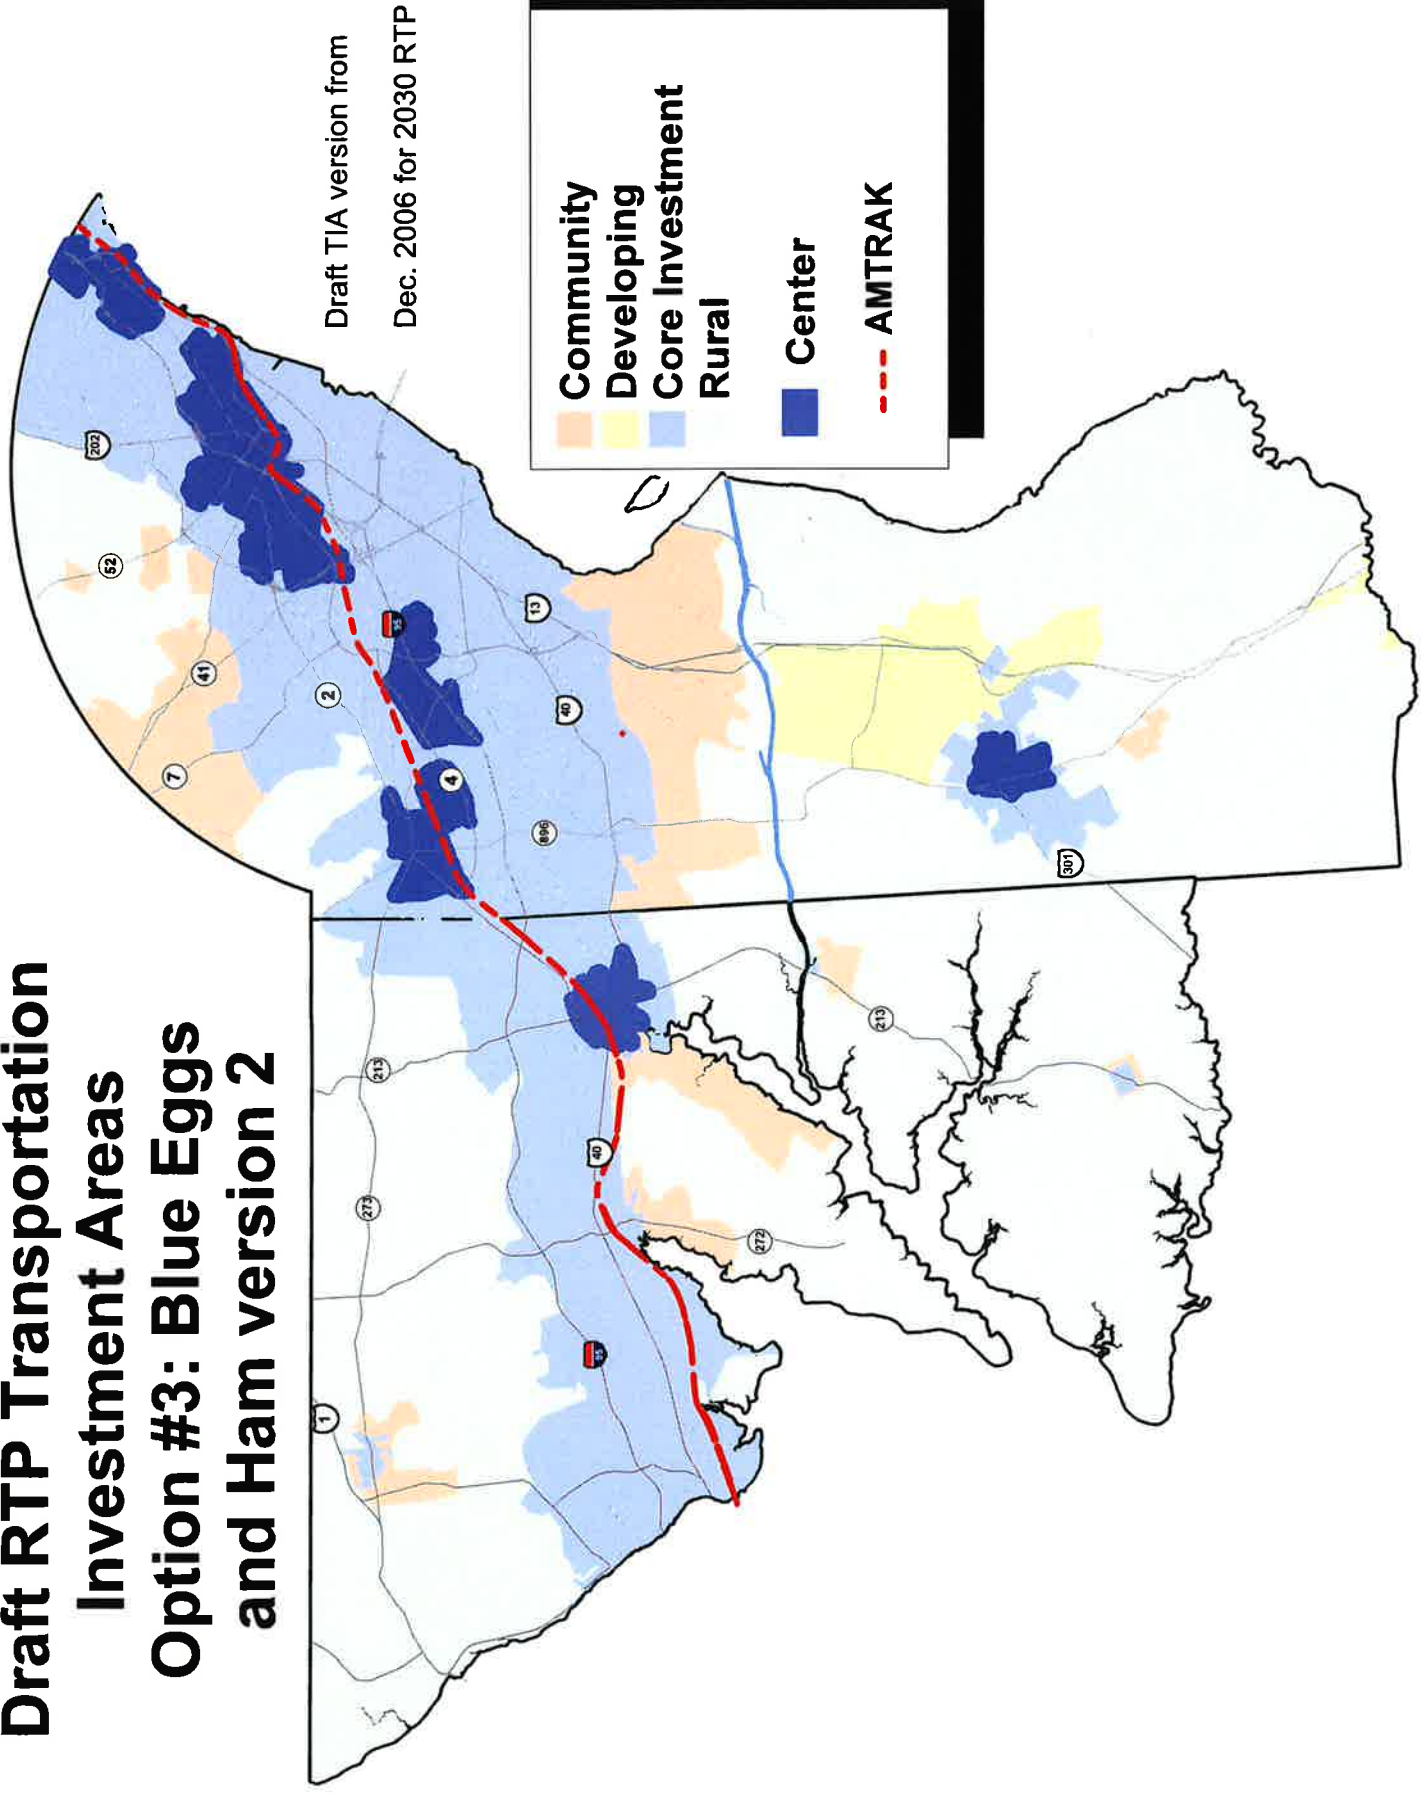 Draft RTP Transportation
Investment Areas
Option #3: Blue Eggs
and Ham version 2
Draft TIA version from
Dec. 2006 for 2030 RTP
Community
Developing
Core Investment
Rural
Center
AMTRAK
202
52
41
7
2
95
13
40
4
896
301
213
213
273
40
272
95
1